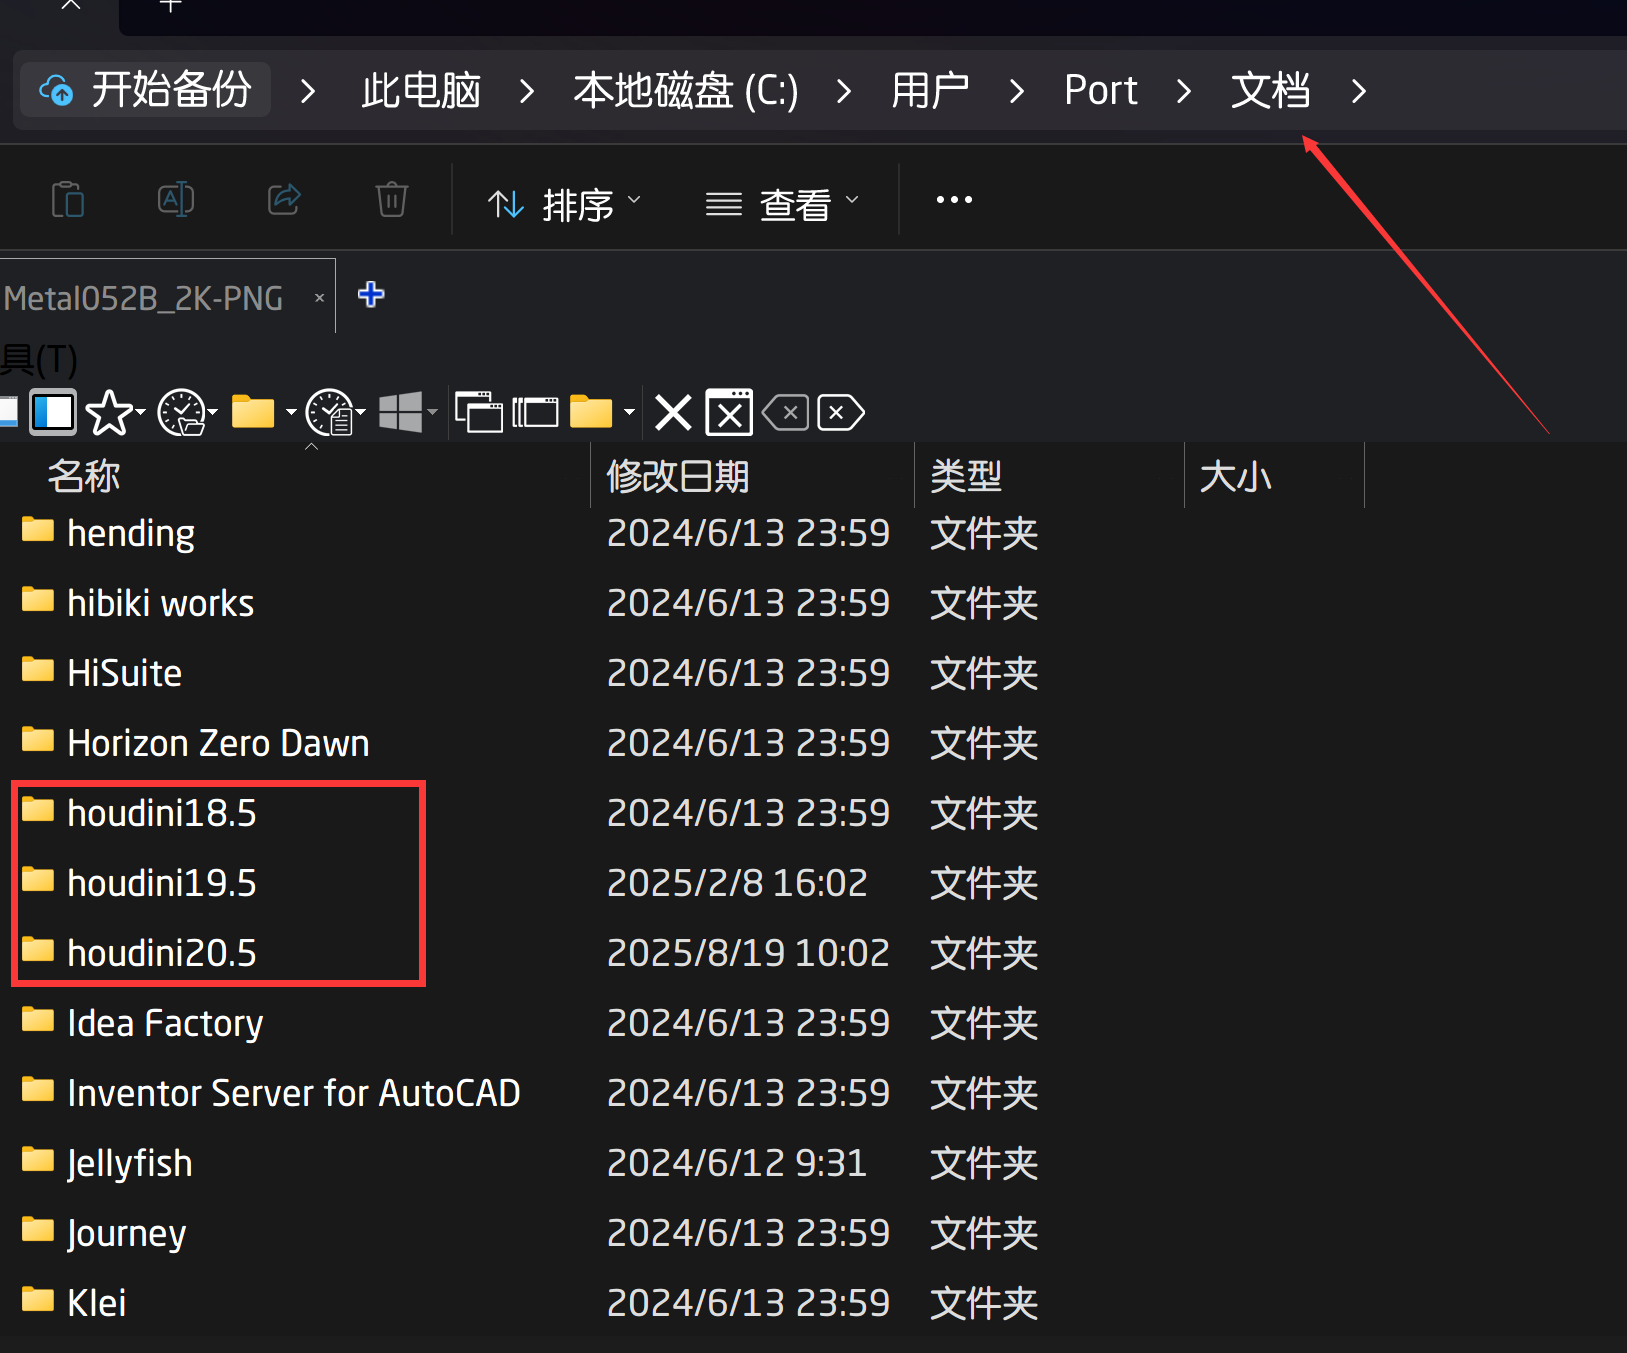 开始备份 > 此电脑 > 本地磁盘 (C:) > 用户 > Port > 文档 >
排序 查看
Metal052B_2K-PNG
具(T)
名称 修改日期 类型 大小
hending 2024/6/13 23:59 文件夹
hibiki works 2024/6/13 23:59 文件夹
HiSuite 2024/6/13 23:59 文件夹
Horizon Zero Dawn 2024/6/13 23:59 文件夹
houdini18.5 2024/6/13 23:59 文件夹
houdini19.5 2025/2/8 16:02 文件夹
houdini20.5 2025/8/19 10:02 文件夹
Idea Factory 2024/6/13 23:59 文件夹
Inventor Server for AutoCAD 2024/6/13 23:59 文件夹
Jellyfish 2024/6/12 9:31 文件夹
Journey 2024/6/13 23:59 文件夹
Klei 2024/6/13 23:59 文件夹